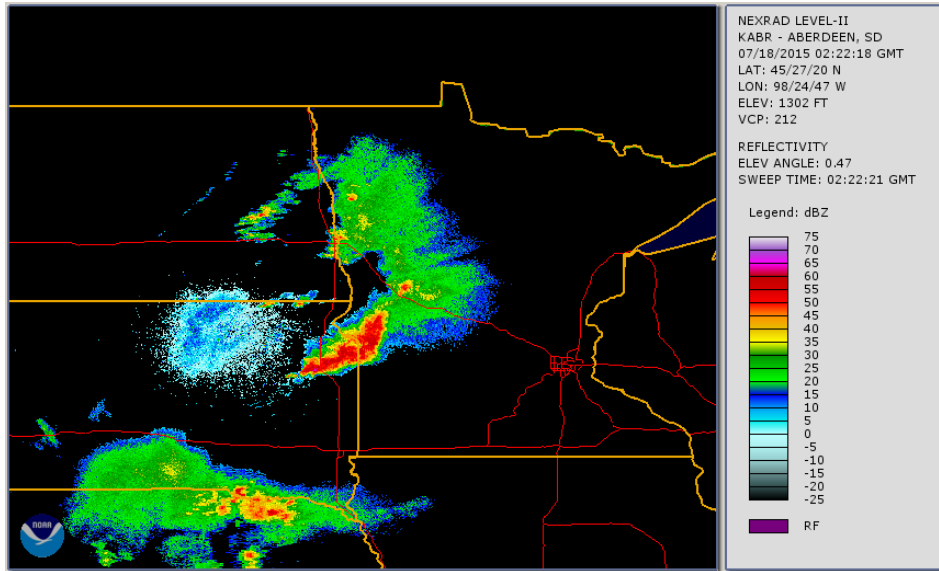 NEXRAD LEVEL-II
KABR - ABERDEEN, SD
07/18/2015 02:22:18 GMT
LAT: 45/27/20 N
LON: 98/24/47 W
ELEV: 1302 FT
VCP: 212
REFLECTIVITY
ELEV ANGLE: 0.47
SWEEP TIME: 02:22:21 GMT
Legend: dBZ
75
70
65
60
55
50
45
40
35
30
25
20
15
10
5
0
-5
-10
-15
-20
-25
RF
NOAA